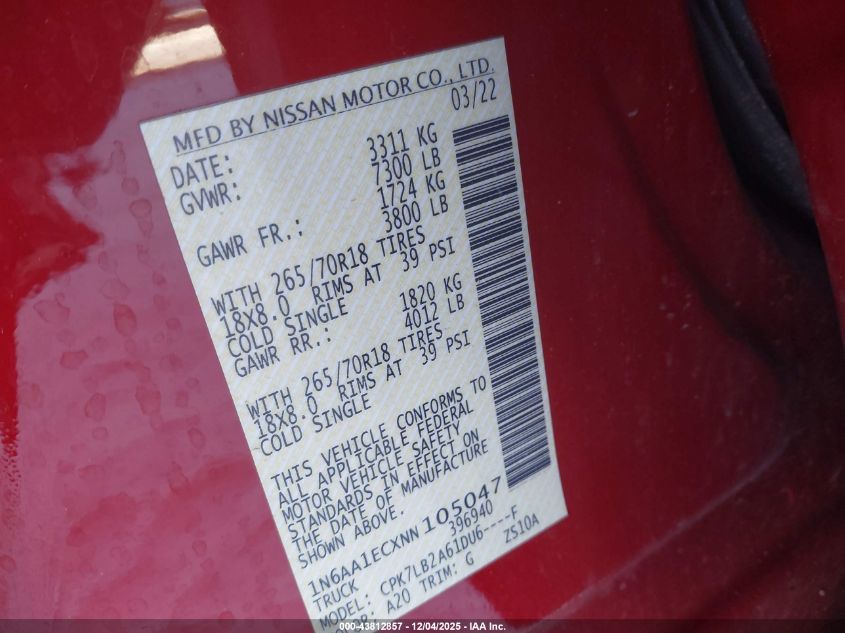 MFD BY NISSAN MOTOR CO., LTD.
DATE: 03/22
GVWR: 3311 KG
7300 LB
GAWR FR.: 1724 KG
3800 LB
WITH 265/70R18 TIRES
18X8.0 RIMS AT 39 PSI
COLD SINGLE
GAWR RR.: 1820 KG
4012 LB
WITH 265/70R18 TIRES
18X8.0 RIMS AT 39 PSI
COLD SINGLE
THIS VEHICLE CONFORMS TO
ALL APPLICABLE FEDERAL
MOTOR VEHICLE SAFETY
STANDARDS IN EFFECT ON
THE DATE OF MANUFACTURE
SHOWN ABOVE.
1N6AA1ECXNN105047
TRUCK 396940
MODEL: CPK7LB2A61DU6----F
A20 TRIM: G ZS10A
000-43812857 - 12/04/2025 - IAA Inc.